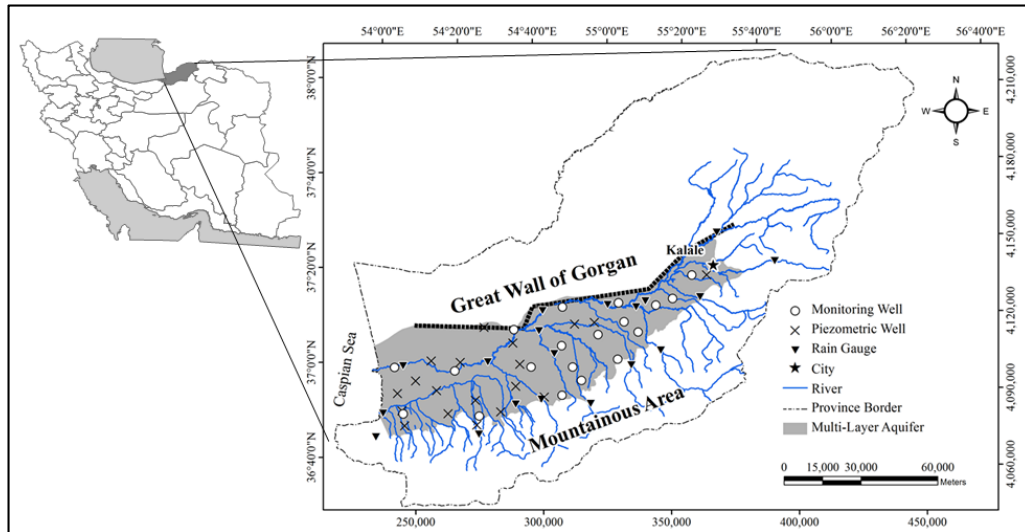 54°0'0"E 54°20'0"E 54°40'0"E 55°0'0"E 55°20'0"E 55°40'0"E 56°0'0"E 56°20'0"E 56°40'0"E
38°0'0"N
37°40'0"N
37°20'0"N
37°0'0"N
36°40'0"N
4,210,000
4,180,000
4,150,000
4,120,000
4,090,000
4,060,000
N
W E
S
Kalale
Great Wall of Gorgan
Caspian Sea
Mountainous Area
Monitoring Well
Piezometric Well
Rain Gauge
City
River
Province Border
Multi-Layer Aquifer
0 15,000 30,000 60,000
Meters
250,000 300,000 350,000 400,000 450,000